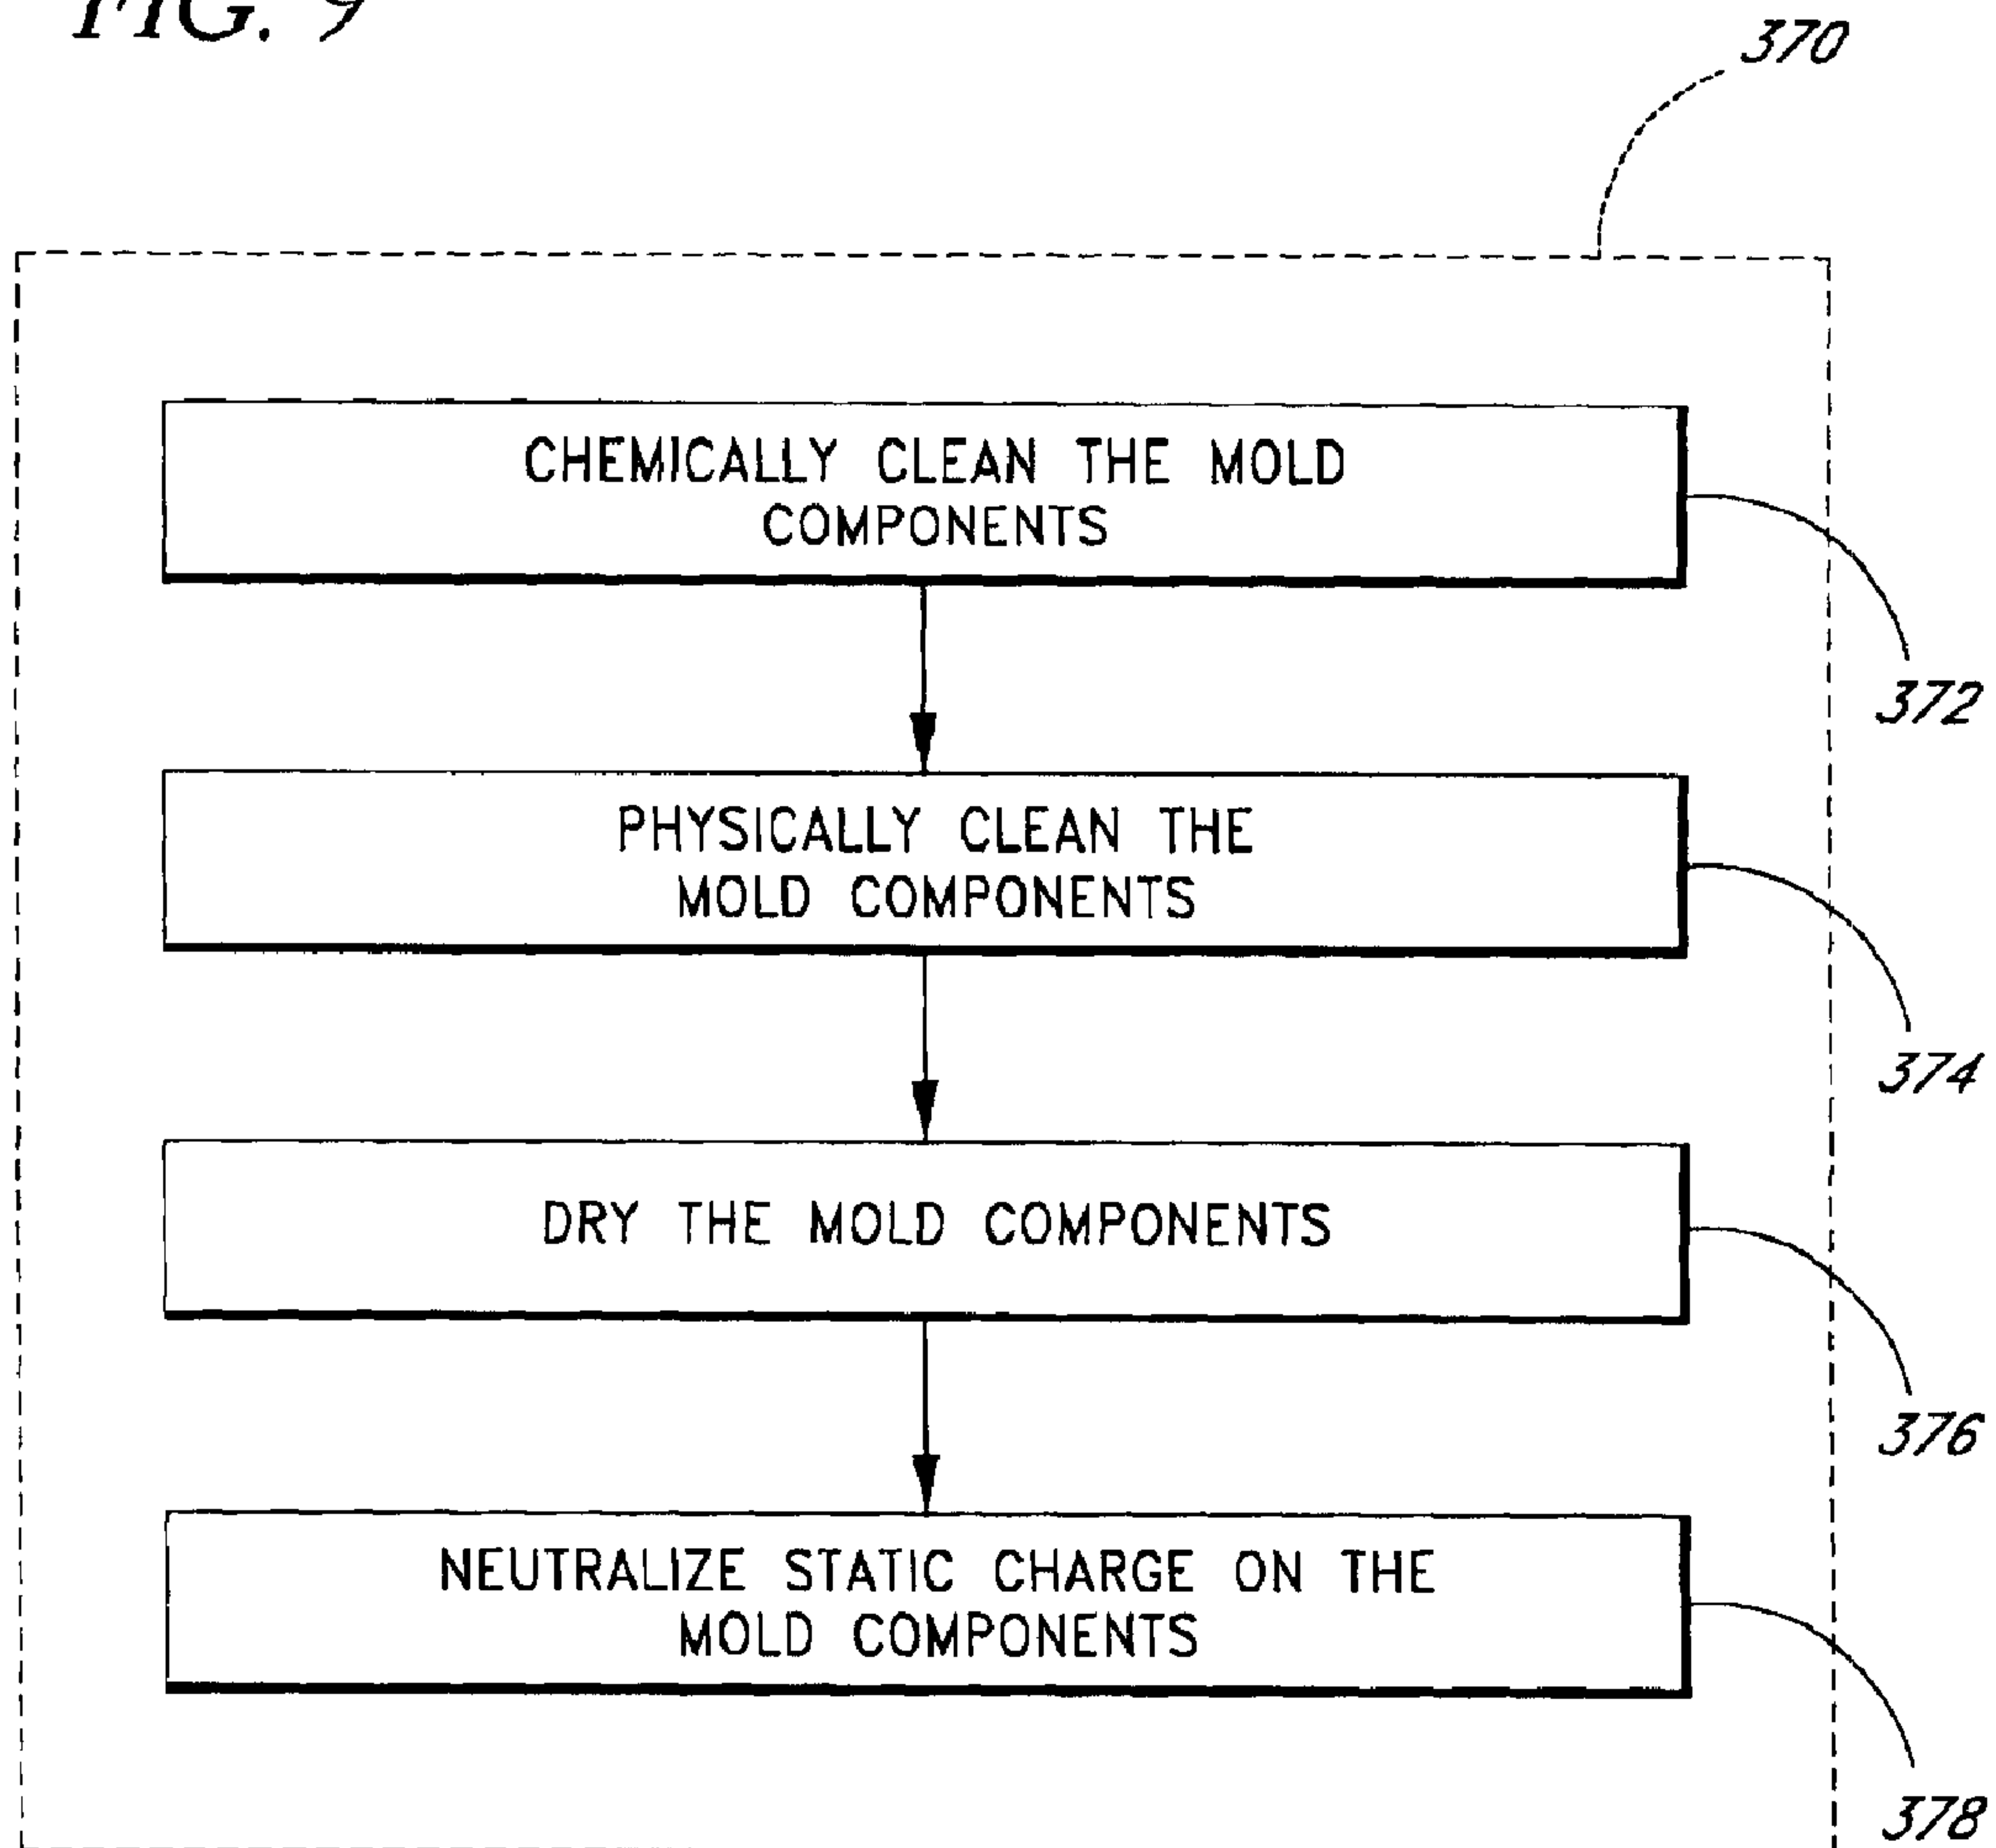 FIG. 9
370
CHEMICALLY CLEAN THE MOLD
COMPONENTS
372
PHYSICALLY CLEAN THE
MOLD COMPONENTS
374
DRY THE MOLD COMPONENTS
376
NEUTRALIZE STATIC CHARGE ON THE
MOLD COMPONENTS
378